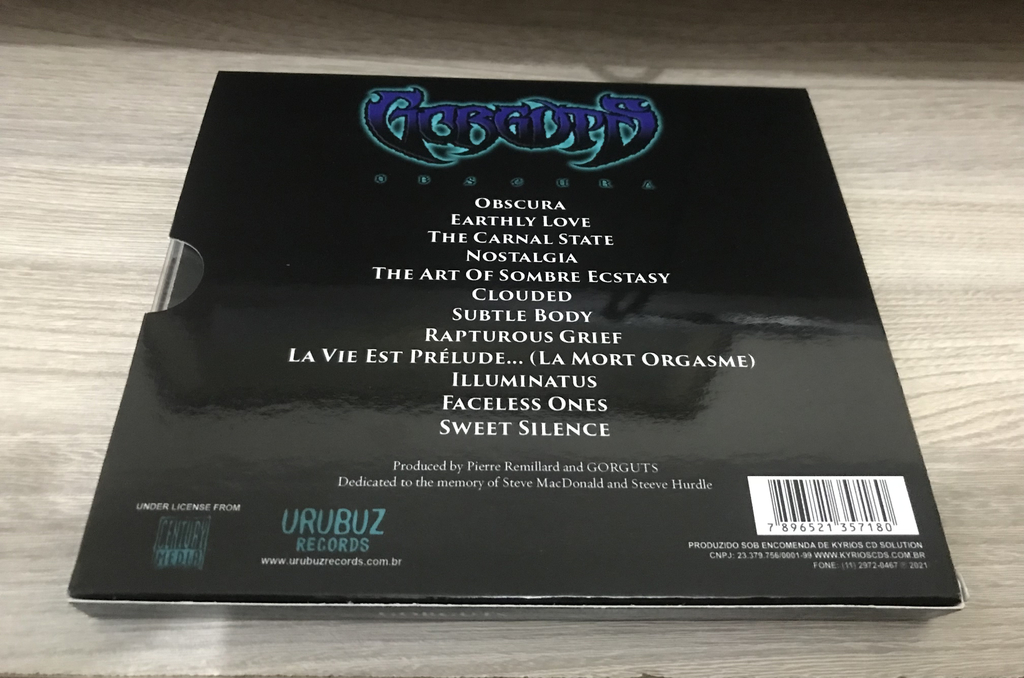 GORGUTS
OBSCURA
OBSCURA
EARTHLY LOVE
THE CARNAL STATE
NOSTALGIA
THE ART OF SOMBRE ECSTASY
CLOUDED
SUBTLE BODY
RAPTUROUS GRIEF
LA VIE EST PRÉLUDE... (LA MORT ORGASME)
ILLUMINATUS
FACELESS ONES
SWEET SILENCE
Produced by Pierre Remillard and GORGUTS
Dedicated to the memory of Steve MacDonald and Steeve Hurdle
UNDER LICENSE FROM
CENTURY
MEDIA
URUBUZ
RECORDS
www.urubuzrecords.com.br
7 896521 357180
PRODUZIDO SOB ENCOMENDA DE KYRIOS CD SOLUTION
CNPJ: 23.379.756/0001-99 WWW.KYRIOSCDS.COM.BR
FONE: (11) 2972-0467 ℗ 2021
GORGUTS